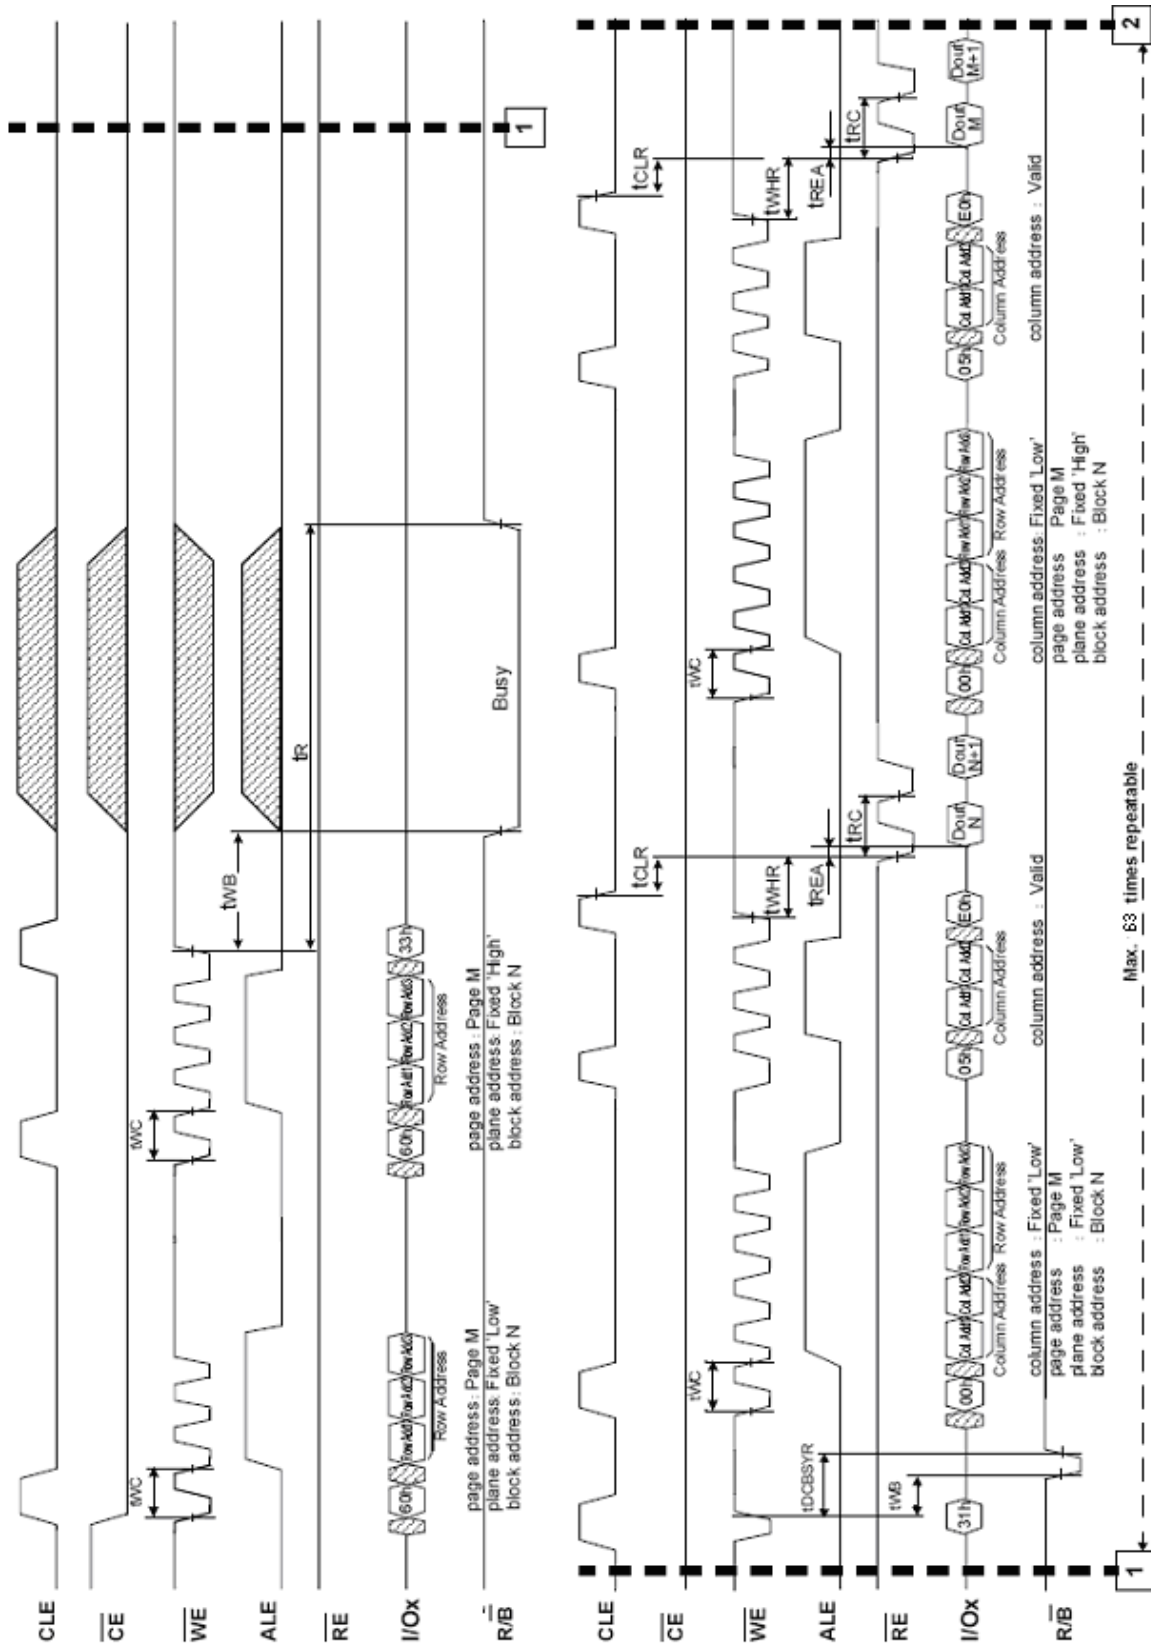 CLE
CE
WE
ALE
RE
I/Ox
R/B
tWC
tWC
tWB
tR
Busy
60h Row Add1 Row Add2 Row Add3
Row Address
60h Row Add1 Row Add2 Row Add3 33h
Row Address
page address : Page M
plane address : Fixed 'Low'
block address : Block N
page address : Page M
plane address : Fixed 'High'
block address : Block N
1
CLE
CE
WE
ALE
RE
I/Ox
R/B
tCLR
tCLR
tWC
tWC
tDCBSYR
tWB
tWHR
tWHR
tREA
tREA
tRC
tRC
31h
00h Col. Add1 Col. Add2 Row Add1 Row Add2 Row Add3
Column Address Row Address
05h Col. Add1 Col. Add2 E0h
Column Address
Dout N
Dout N+1
00h Col. Add1 Col. Add2 Row Add1 Row Add2 Row Add3
Column Address Row Address
05h Col. Add1 Col. Add2 E0h
Column Address
Dout M
Dout M+1
column address : Fixed 'Low'
page address : Page M
plane address : Fixed 'Low'
block address : Block N
column address : Valid
column address : Fixed 'Low'
page address : Page M
plane address : Fixed 'High'
block address : Block N
column address : Valid
1
Max. 63 times repeatable
2